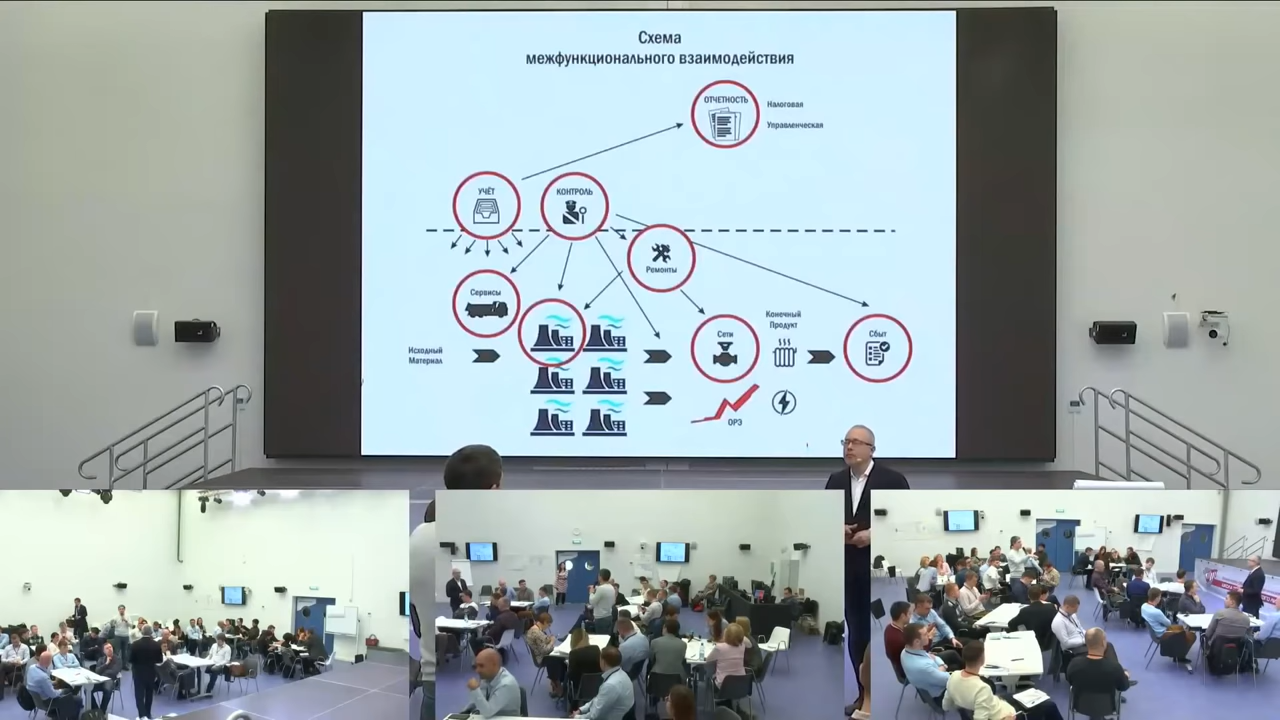 Схема
межфункционального взаимодействия
ОТЧЕТНОСТЬ
Налоговая
Управленческая
УЧЁТ
КОНТРОЛЬ
Ремонты
Сервисы
Исходный
Материал
Сети
Конечный
Продукт
Сбыт
ОРЭ